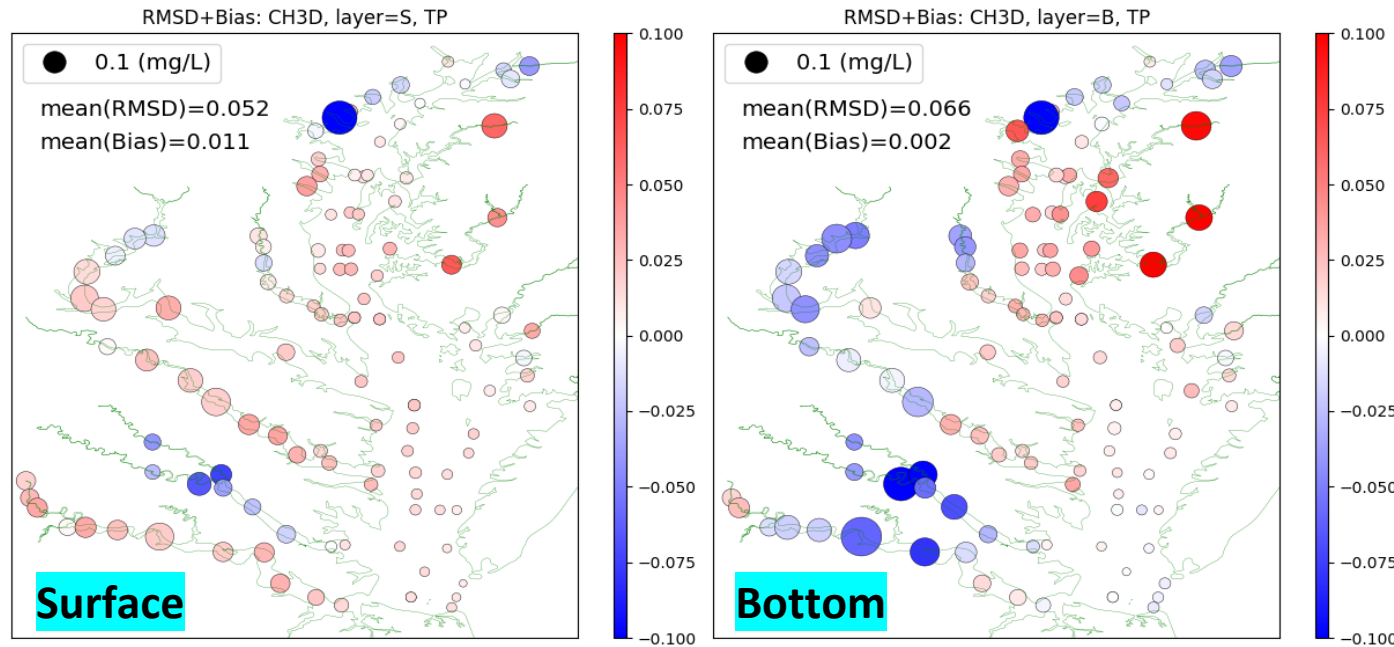 RMSD+Bias: CH3D, layer=S, TP
0.1 (mg/L)
mean(RMSD)=0.052
mean(Bias)=0.011
Surface
0.100
0.075
0.050
0.025
0.000
−0.025
−0.050
−0.075
−0.100
RMSD+Bias: CH3D, layer=B, TP
0.1 (mg/L)
mean(RMSD)=0.066
mean(Bias)=0.002
Bottom
0.100
0.075
0.050
0.025
0.000
−0.025
−0.050
−0.075
−0.100